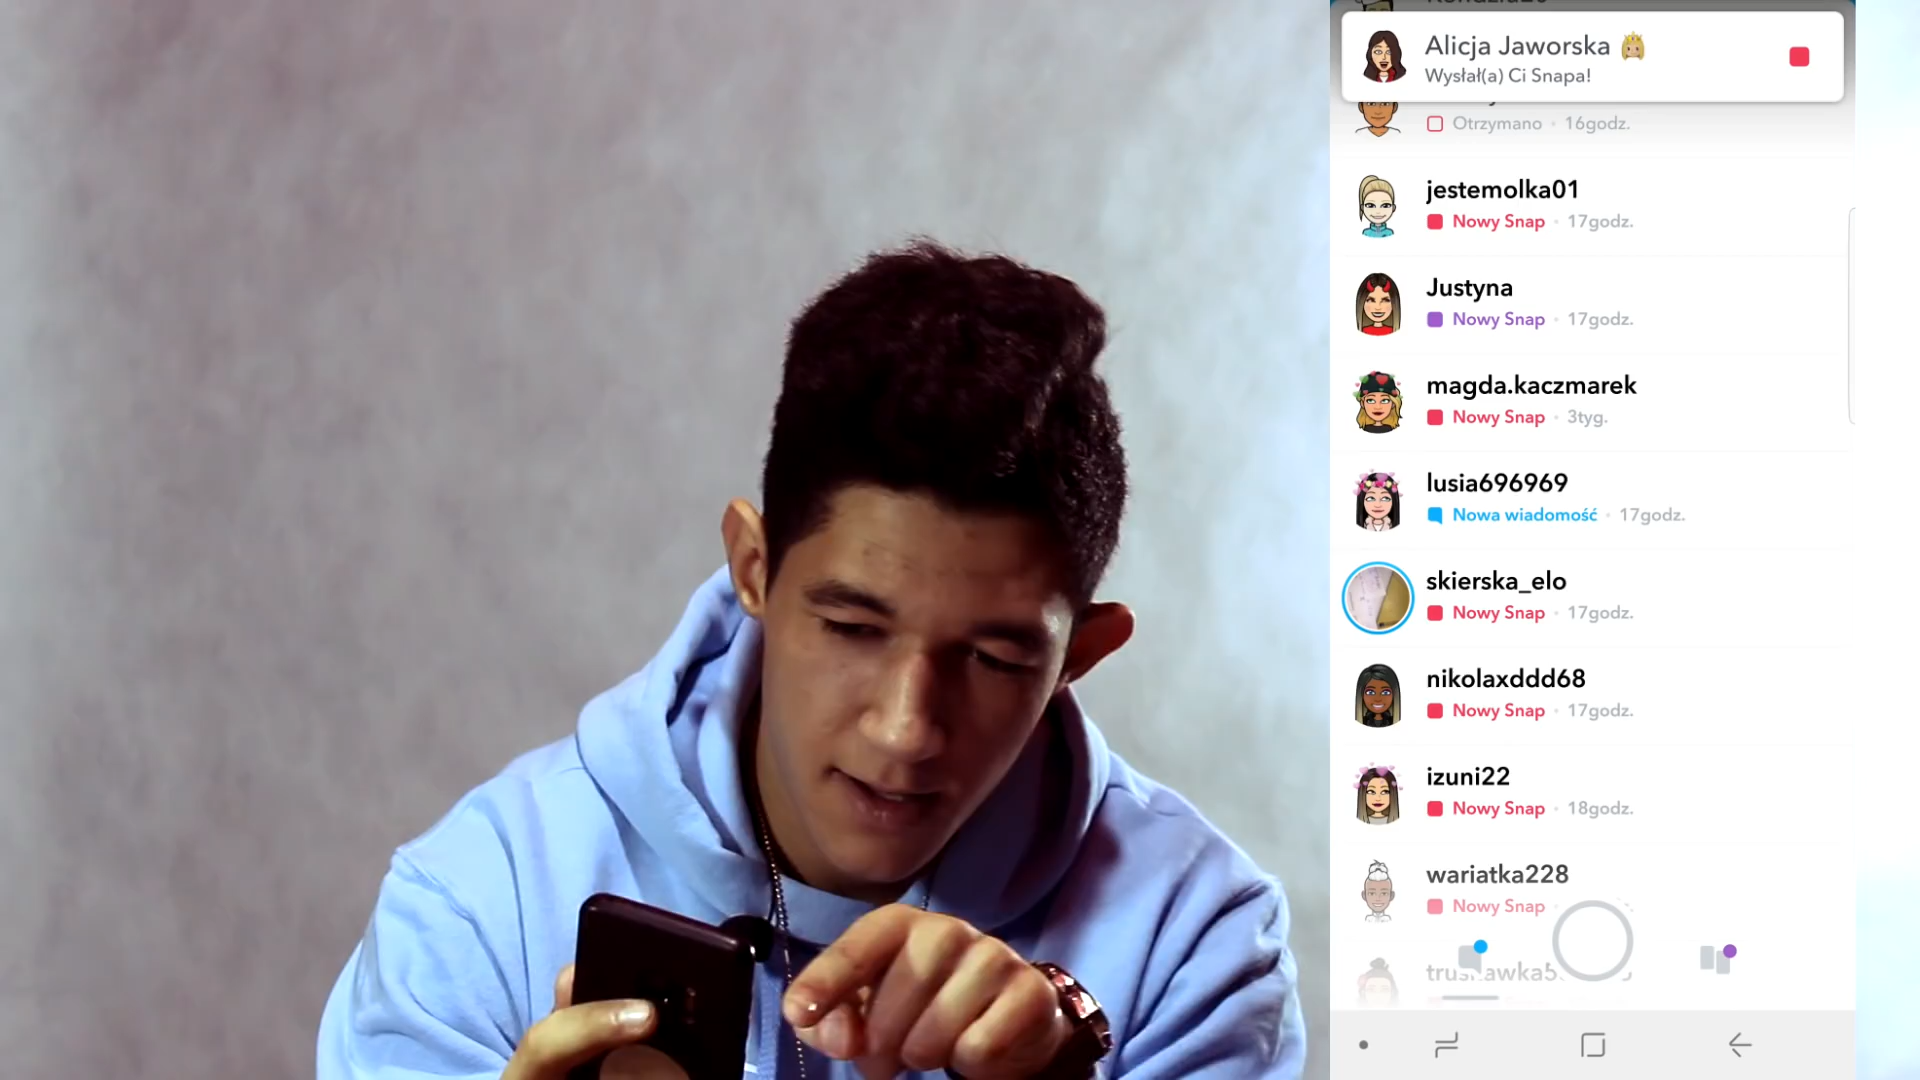 Alicja Jaworska
Wysłał(a) Ci Snapa!
Otrzymano · 16godz.
jestemolka01
Nowy Snap · 17godz.
Justyna
Nowy Snap · 17godz.
magda.kaczmarek
Nowy Snap · 3tyg.
lusia696969
Nowa wiadomość · 17godz.
skierska_elo
Nowy Snap · 17godz.
nikolaxddd68
Nowy Snap · 17godz.
izuni22
Nowy Snap · 18godz.
wariatka228
Nowy Snap ·